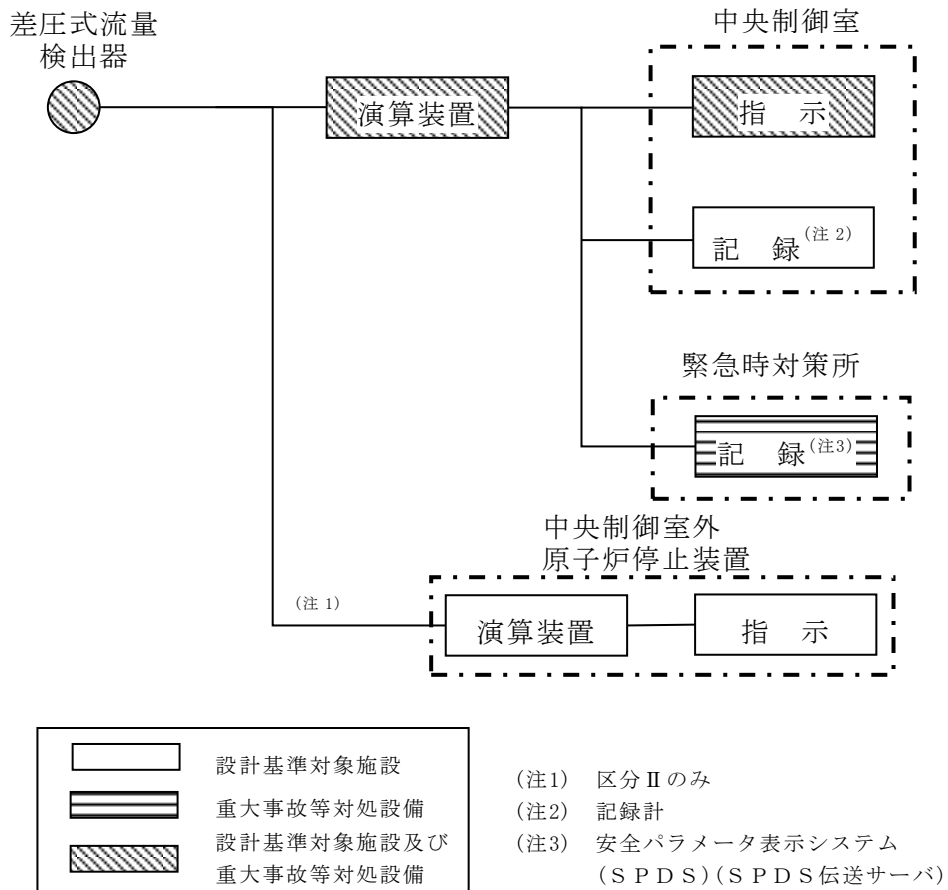 差圧式流量
検出器
中央制御室
演算装置
指　示
記　録(注 2)
緊急時対策所
記　録(注3)
中央制御室外
原子炉停止装置
(注 1)
演算装置
指　示
設計基準対象施設
重大事故等対処設備
設計基準対象施設及び
重大事故等対処設備
(注1)　区分Ⅱのみ
(注2)　記録計
(注3)　安全パラメータ表示システム
(ＳＰＤＳ)(ＳＰＤＳ伝送サーバ)